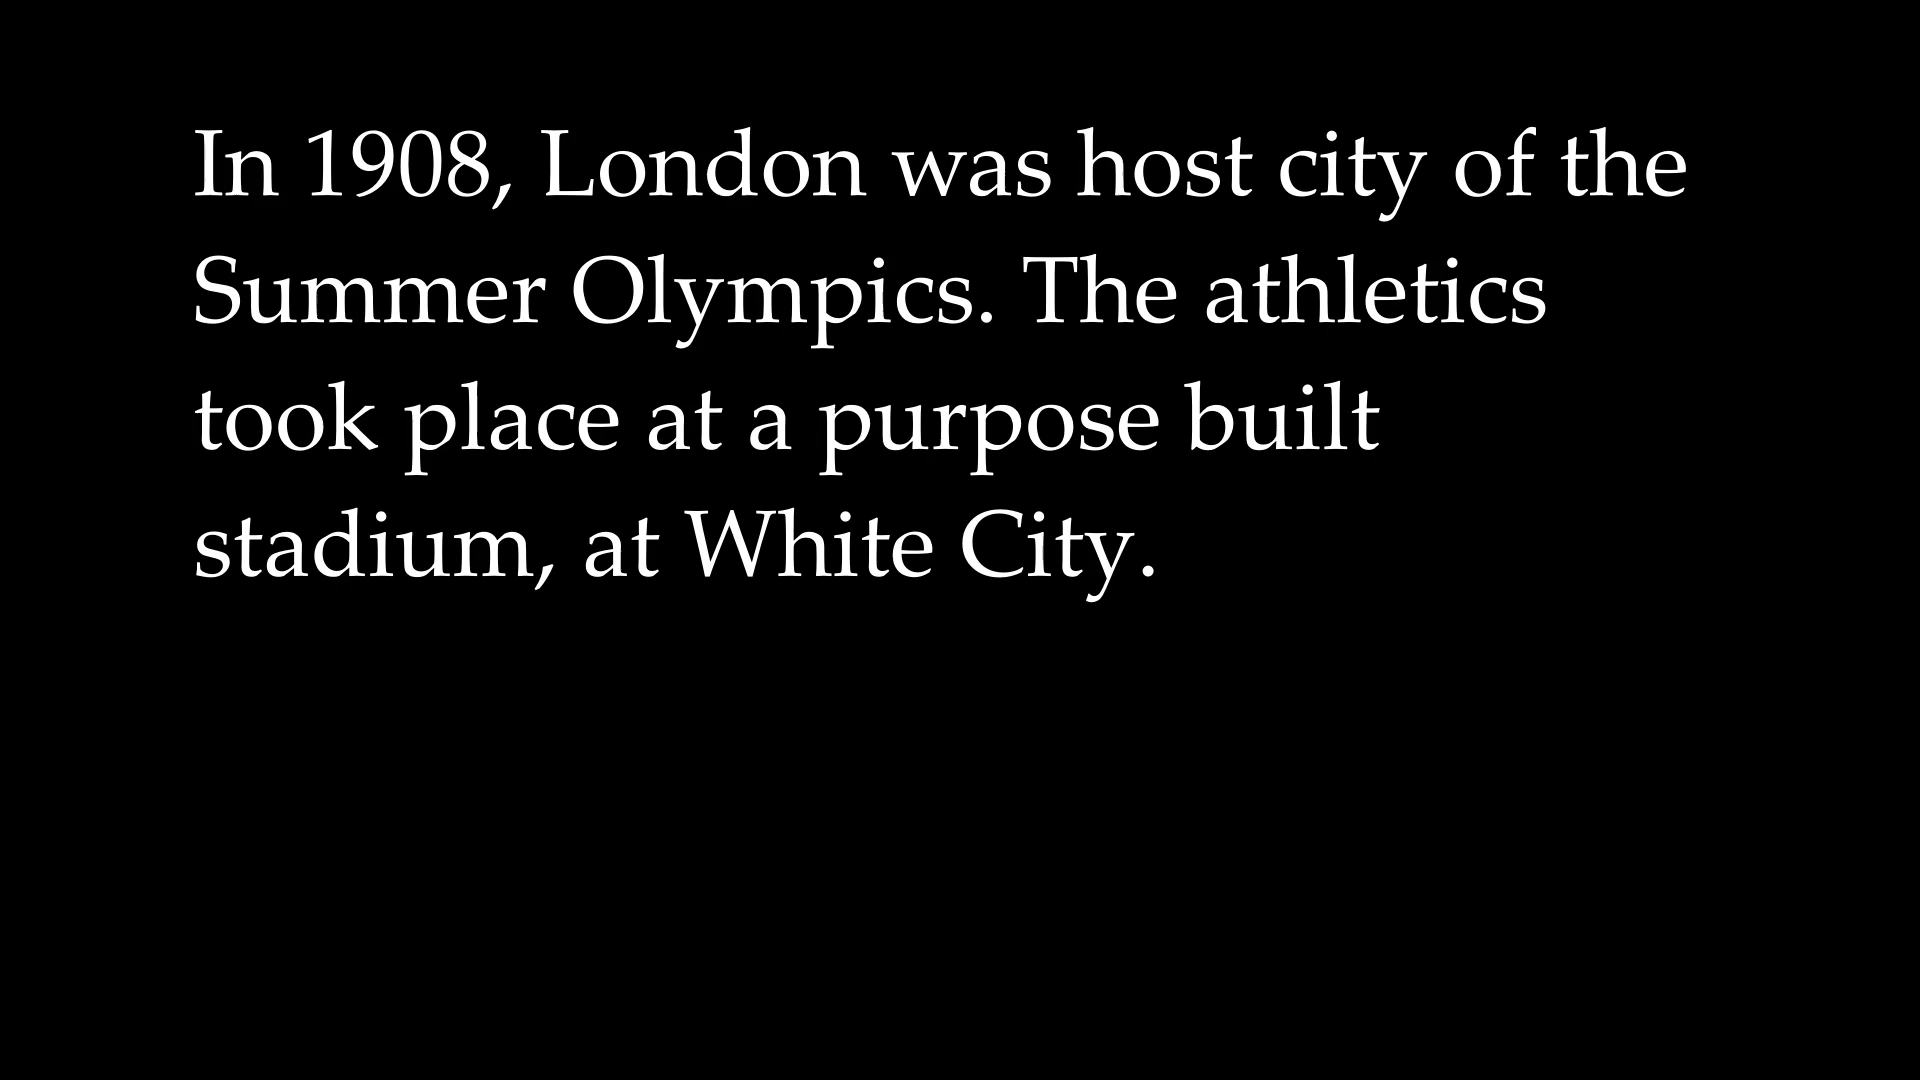 In 1908, London was host city of the
Summer Olympics. The athletics
took place at a purpose built
stadium, at White City.